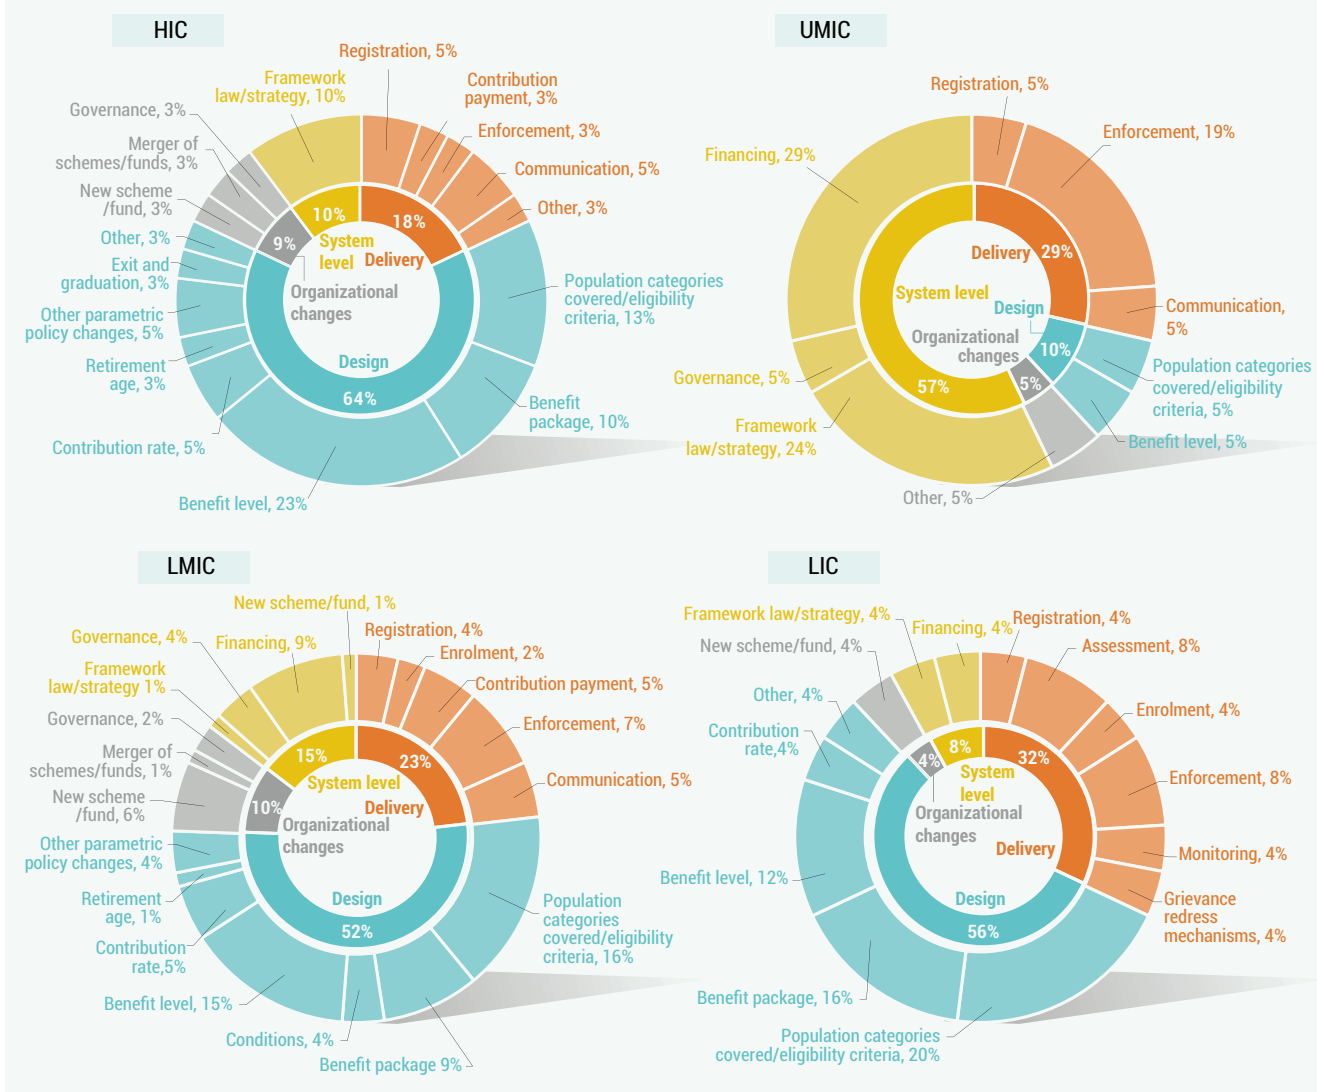 HIC
Registration, 5%
Framework
law/strategy, 10%
Contribution
payment, 3%
Governance, 3%
Enforcement, 3%
Merger of
schemes/funds, 3%
Communication, 5%
New scheme
/fund, 3%
Other, 3%
Other, 3%
Exit and
graduation, 3%
Population categories
covered/eligibility
criteria, 13%
Other parametric
policy changes, 5%
Retirement
age, 3%
Benefit
package, 10%
Contribution rate, 5%
Benefit level, 23%
10%
18%
9%
System
level
Delivery
Organizational
changes
Design
64%
UMIC
Registration, 5%
Enforcement, 19%
Financing, 29%
Delivery
29%
System level
Design
Communication,
5%
Organizational
changes
10%
Population categories
covered/eligibility
criteria, 5%
Governance, 5%
57%
5%
Framework
law/strategy, 24%
Benefit level, 5%
Other, 5%
LMIC
New scheme/fund, 1%
Registration, 4%
Governance, 4%
Financing, 9%
Enrolment, 2%
Framework
law/strategy 1%
Contribution payment, 5%
Governance, 2%
Enforcement, 7%
Merger of
schemes/funds, 1%
15%
23%
System level
Communication, 5%
New scheme
/fund, 6%
10%
Delivery
Organizational
changes
Other parametric
policy changes, 4%
Retirement
age, 1%
Design
52%
Population
categories
covered/eligibility
criteria, 16%
Contribution
rate,5%
Benefit level, 15%
Conditions, 4%
Benefit package 9%
LIC
Framework law/strategy, 4%
Financing, 4%
Registration, 4%
New scheme/fund, 4%
Assessment, 8%
Other, 4%
Enrolment, 4%
Contribution
rate,4%
4%
8%
32%
System
level
Enforcement, 8%
Organizational
changes
Delivery
Monitoring, 4%
Benefit level, 12%
Design
56%
Grievance
redress
mechanisms, 4%
Benefit package, 16%
Population categories
covered/eligibility criteria, 20%